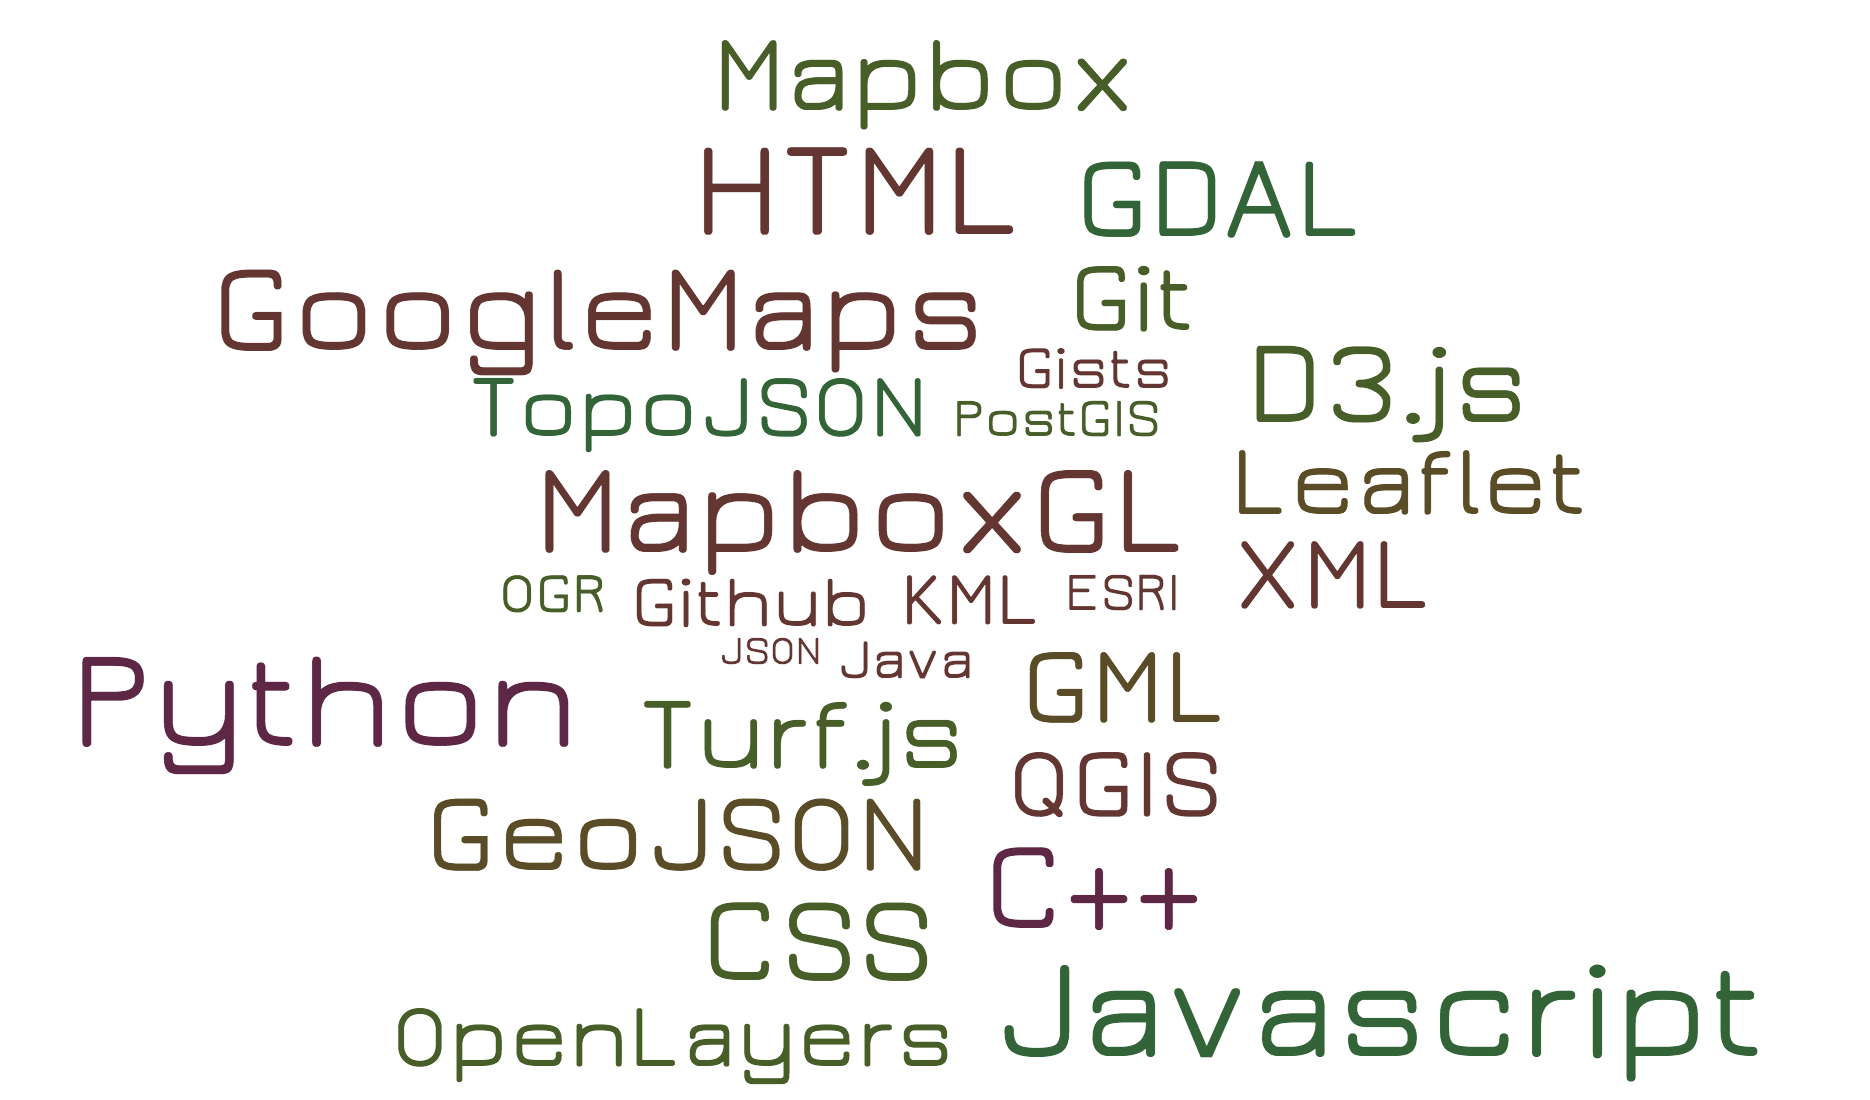 Mapbox
HTML
GDAL
GoogleMaps
Git
Gists
D3.js
TopoJSON
PostGIS
MapboxGL
Leaflet
OGR
Github
KML
ESRI
XML
JSON
Java
Python
GML
Turf.js
QGIS
GeoJSON
C++
CSS
OpenLayers
Javascript